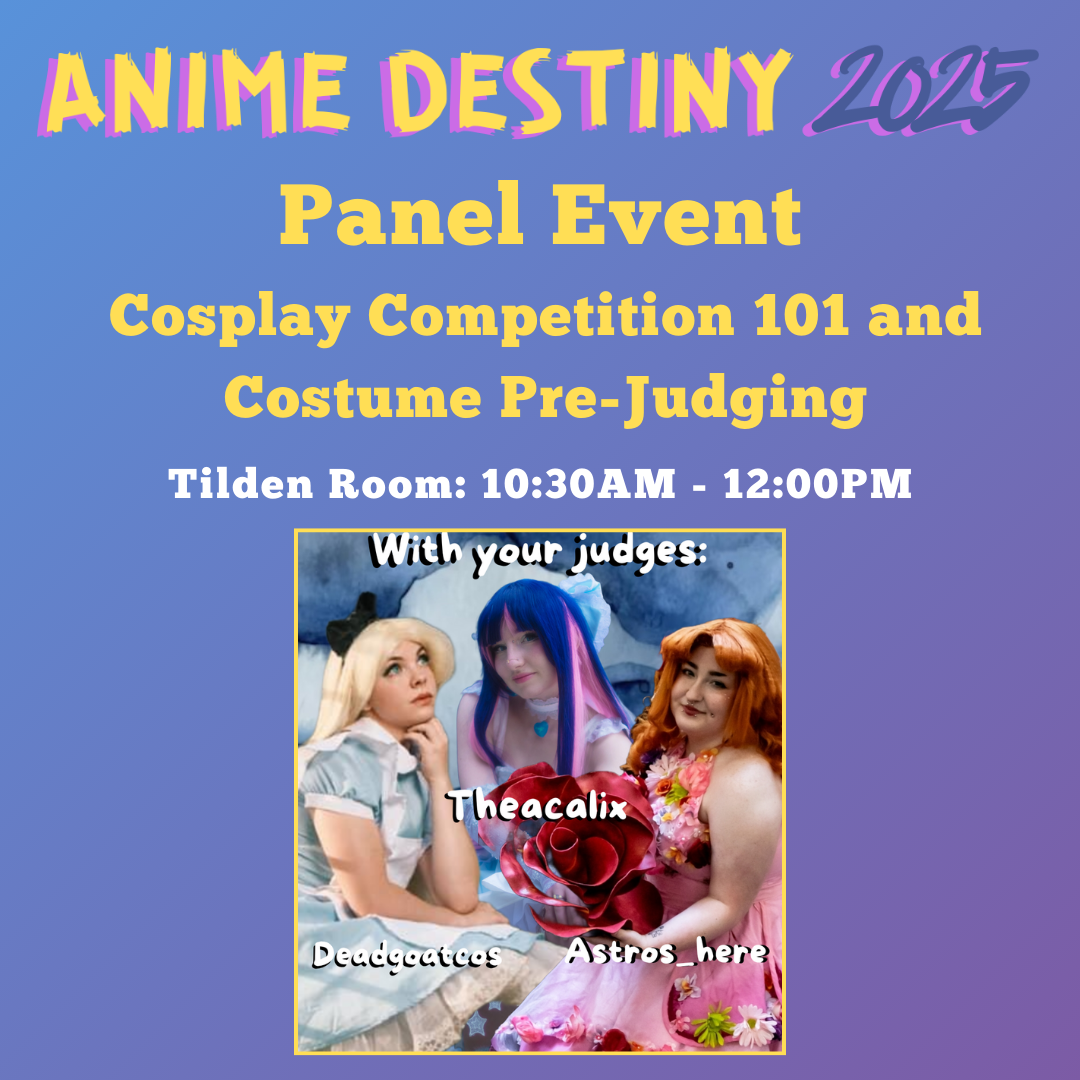 ANIME DESTINY 2025
Panel Event
Cosplay Competition 101 and
Costume Pre-Judging
Tilden Room: 10:30AM - 12:00PM
With your judges:
Theacalix
Deadgoatcos Astros_here